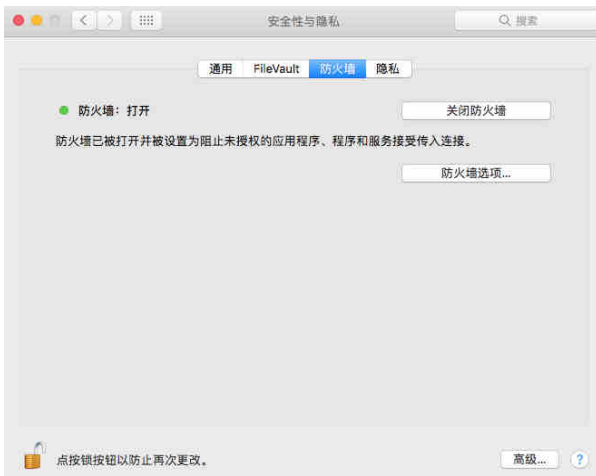 安全性与隐私
搜索
通用 FileVault 防火墙 隐私
防火墙：打开
关闭防火墙
防火墙已被打开并被设置为阻止未授权的应用程序、程序和服务接受传入连接。
防火墙选项...
点按锁按钮以防止再次更改。
高级... ?